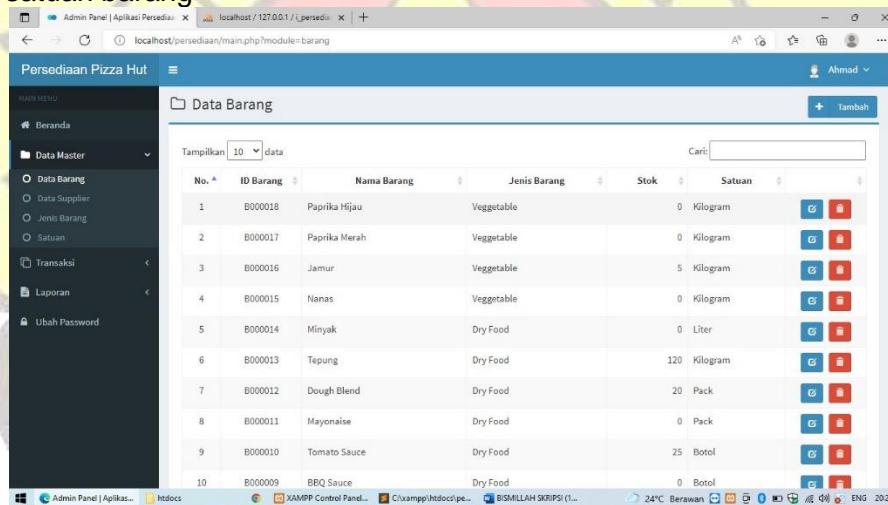 satuan barang
Admin Panel | Aplikasi Persedia
localhost / 127.0.0.1 / i_persedia
localhost/persediaan/main.php?module=barang
Persediaan Pizza Hut
Ahmad
MAIN MENU
Data Barang
Tambah
Beranda
Data Master
Data Barang
Data Supplier
Jenis Barang
Satuan
Transaksi
Laporan
Ubah Password
Tampilkan 10 data
Cari:
No. ID Barang Nama Barang Jenis Barang Stok Satuan
1 B000018 Paprika Hijau Veggetable 0 Kilogram
2 B000017 Paprika Merah Veggetable 0 Kilogram
3 B000016 Jamur Veggetable 5 Kilogram
4 B000015 Nanas Veggetable 0 Kilogram
5 B000014 Minyak Dry Food 0 Liter
6 B000013 Tepung Dry Food 120 Kilogram
7 B000012 Dough Blend Dry Food 20 Pack
8 B000011 Mayonaise Dry Food 0 Pack
9 B000010 Tomato Sauce Dry Food 25 Botol
10 B000009 BBQ Sauce Dry Food 0 Botol
Admin Panel | Aplikas... htdocs XAMPP Control Panel... C:\xampp\htdocs\pe... BISMILLAH SKRIPSI (1... 24°C Berawan ENG